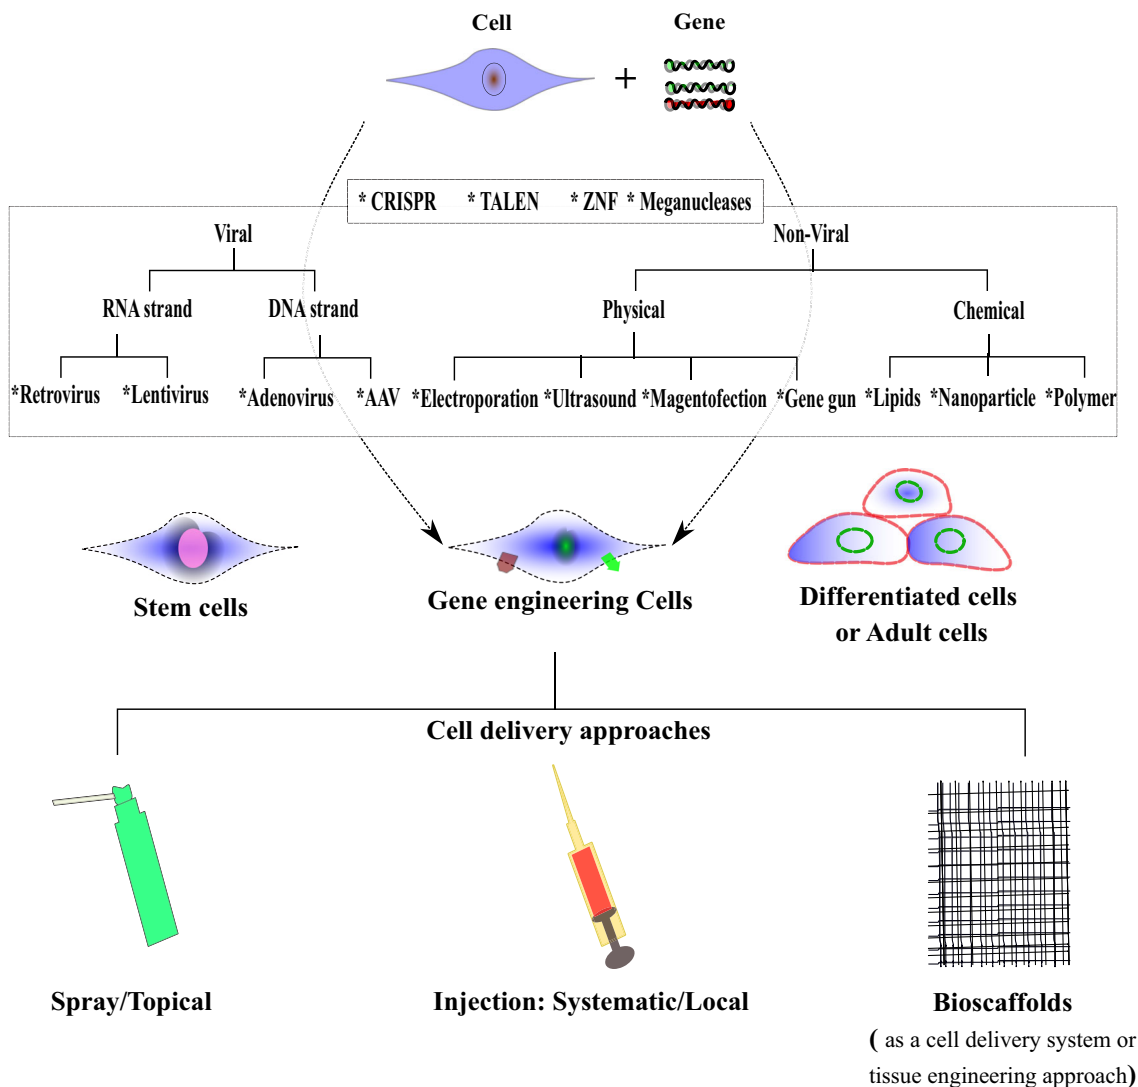 Cell Gene
+
* CRISPR * TALEN * ZNF * Meganucleases
Viral Non-Viral
RNA strand DNA strand Physical Chemical
*Retrovirus *Lentivirus *Adenovirus *AAV *Electroporation *Ultrasound *Magentofection *Gene gun *Lipids *Nanoparticle *Polymer
Stem cells Gene engineering Cells Differentiated cells
or Adult cells
Cell delivery approaches
Spray/Topical Injection: Systematic/Local Bioscaffolds
( as a cell delivery system or
tissue engineering approach)